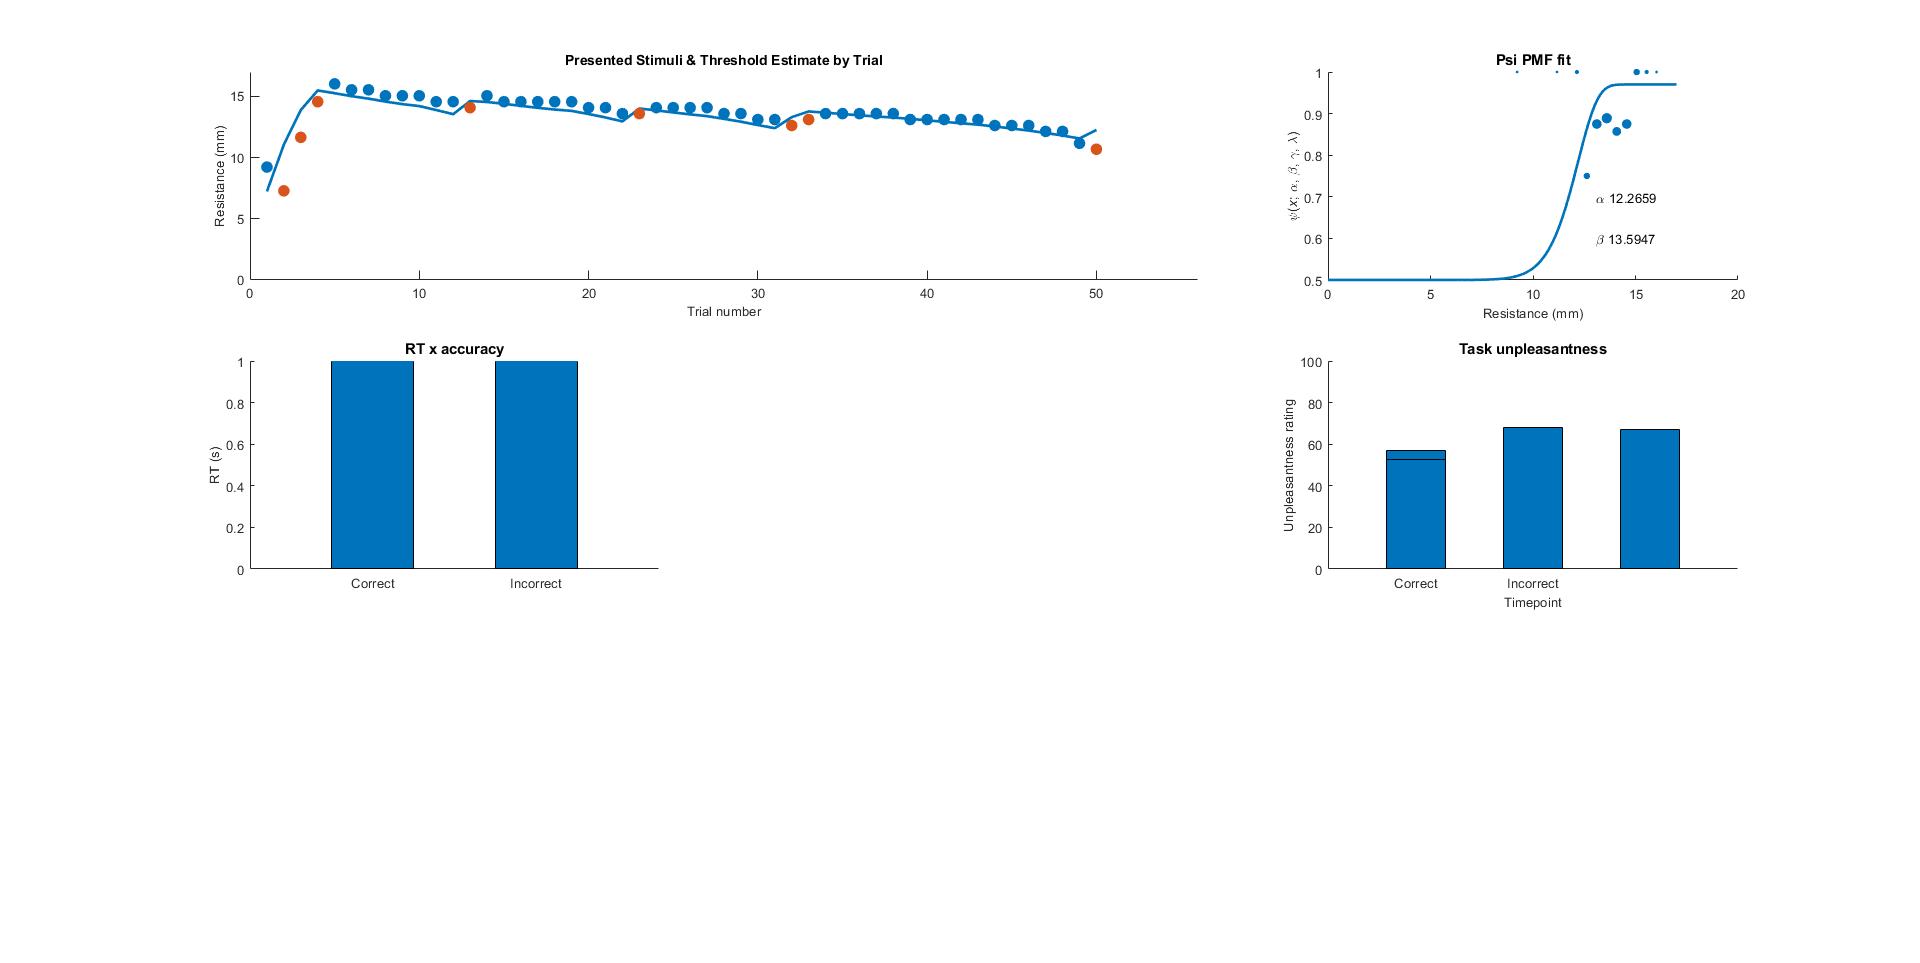 Presented Stimuli & Threshold Estimate by Trial
Resistance (mm)
15
10
5
0
0 10 20 30 40 50
Trial number
Psi PMF fit
ψ(x; α, β, γ, λ)
1
0.9
0.8
0.7
0.6
0.5
α 12.2659
β 13.5947
0 5 10 15 20
Resistance (mm)
RT x accuracy
RT (s)
1
0.8
0.6
0.4
0.2
0
Correct Incorrect
Task unpleasantness
Unpleasantness rating
100
80
60
40
20
0
Correct Incorrect
Timepoint